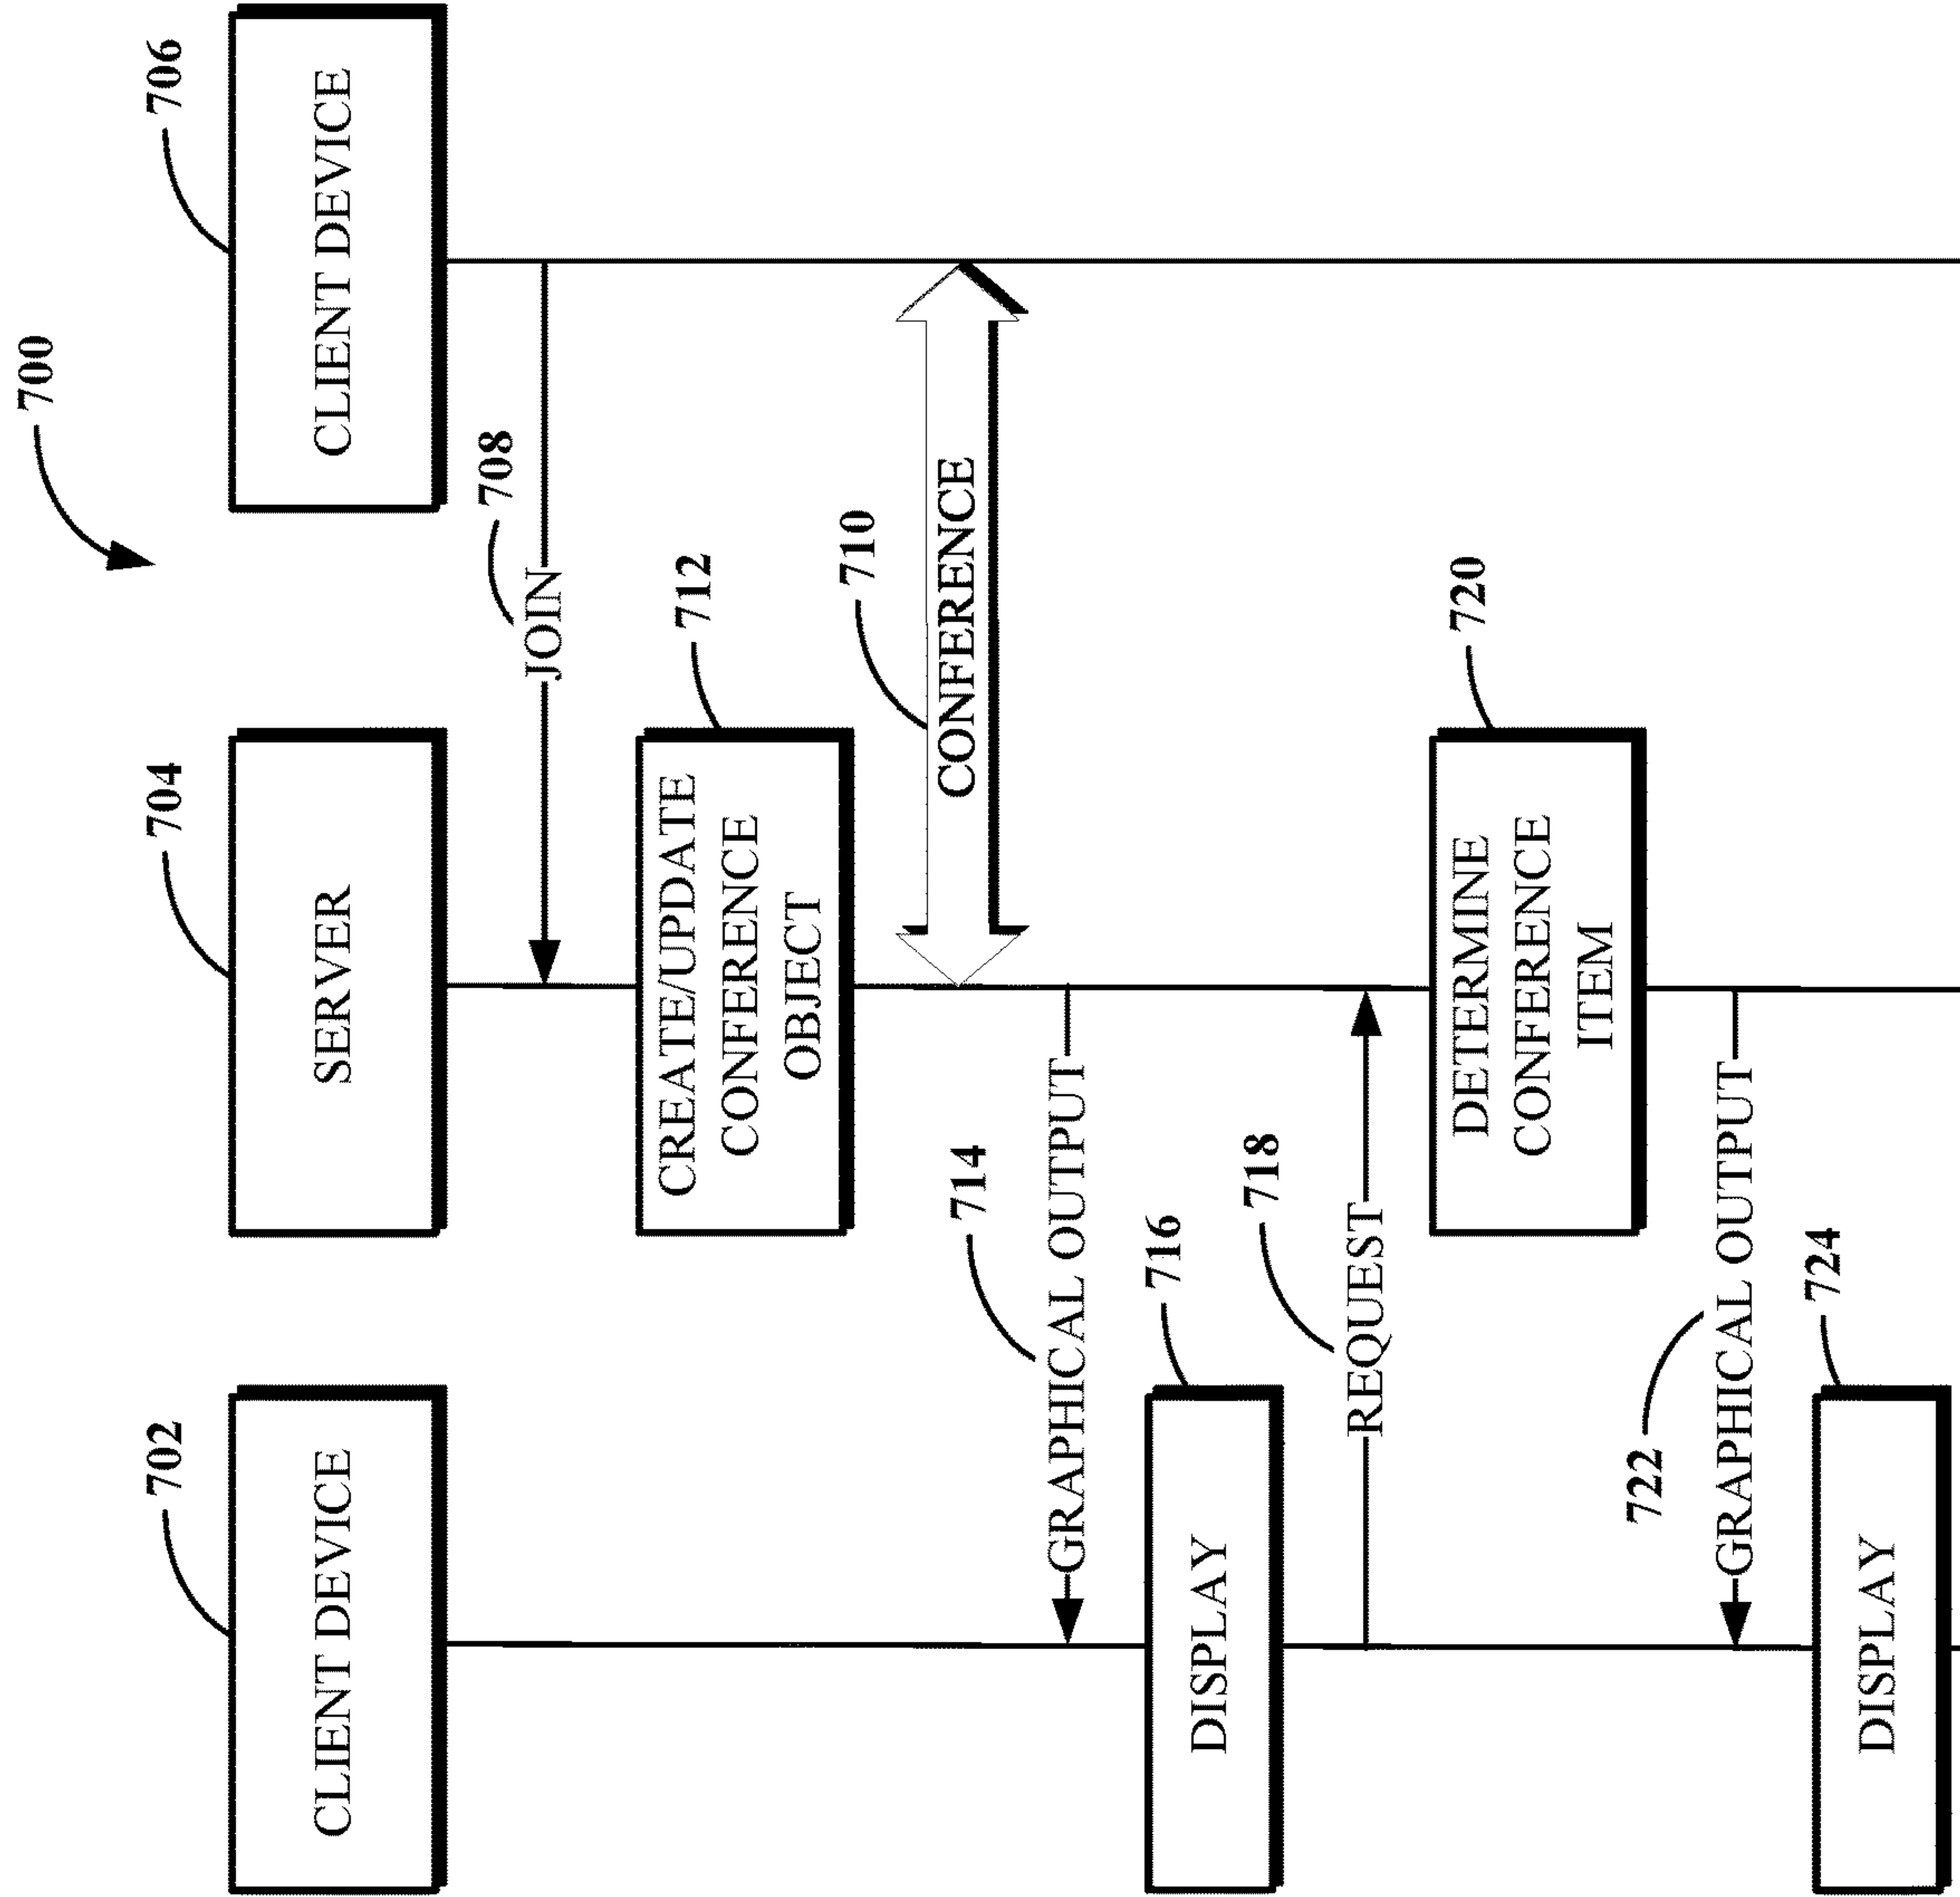 700
702
704
706
CLIENT DEVICE
SERVER
CLIENT DEVICE
708
JOIN
712
CREATE/UPDATE
CONFERENCE
OBJECT
710
CONFERENCE
714
GRAPHICAL OUTPUT
716
DISPLAY
718
REQUEST
720
DETERMINE
CONFERENCE
ITEM
722
GRAPHICAL OUTPUT
724
DISPLAY